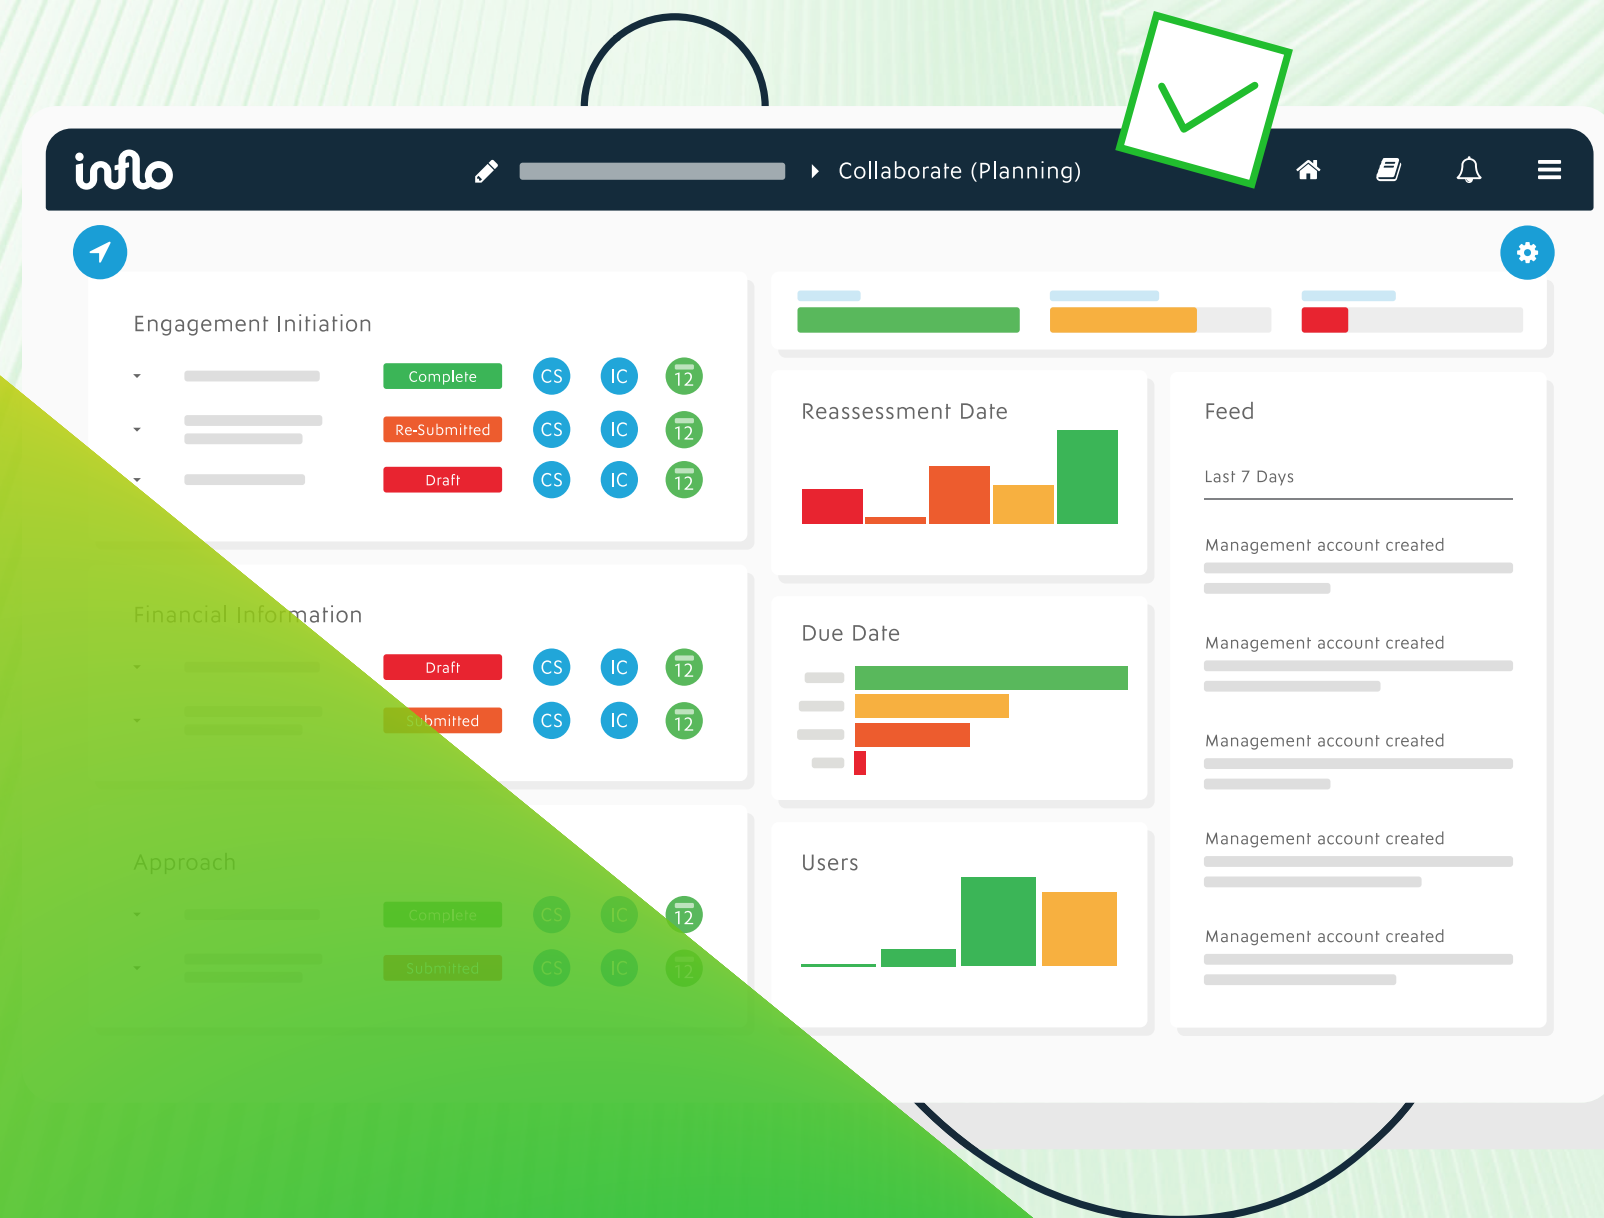 inflo
Collaborate (Planning)
Engagement Initiation
Complete CS IC 12
Re-Submitted CS IC 12
Draft CS IC 12
Financial Information
Draft CS IC 12
Submitted CS IC 12
Approach
Complete CS IC 12
Submitted CS IC 12
Reassessment Date
Due Date
Users
Feed
Last 7 Days
Management account created
Management account created
Management account created
Management account created
Management account created